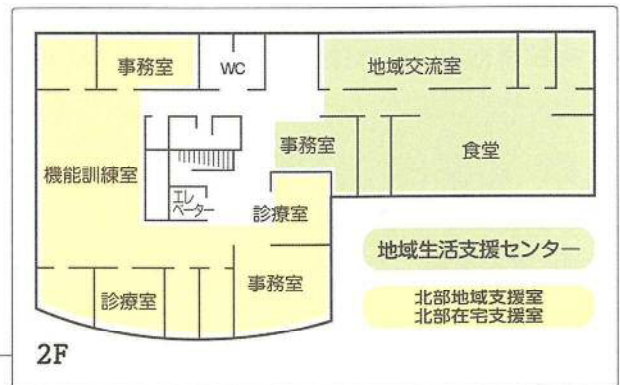 事務室
WC
地域交流室
事務室
食堂
機能訓練室
エレ
ベーター
診療室
地域生活支援センター
診療室
事務室
北部地域支援室
北部在宅支援室
2F